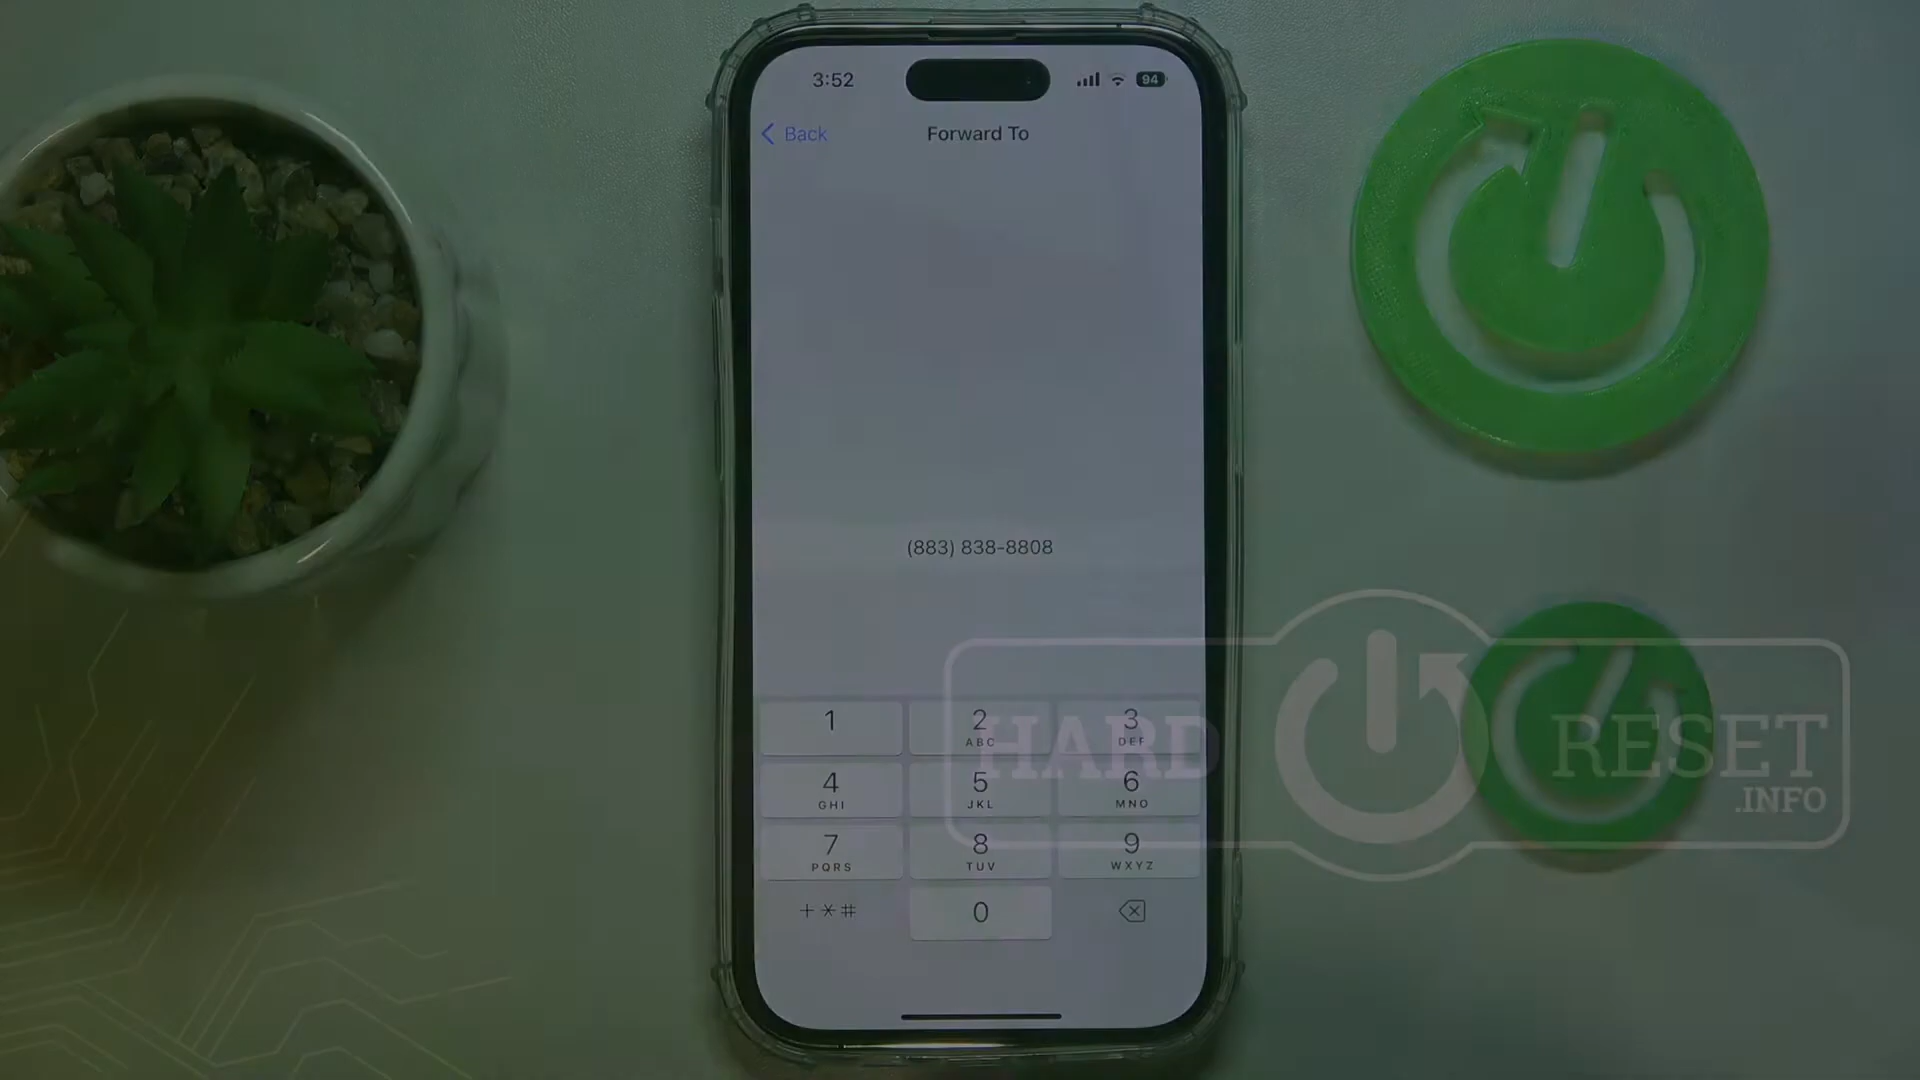 3:52
94
Back
Forward To
(883) 838-8808
1
2
ABC
3
DEF
4
GHI
5
JKL
6
MNO
7
PQRS
8
TUV
9
WXYZ
+*#
0
HARD RESET
.INFO